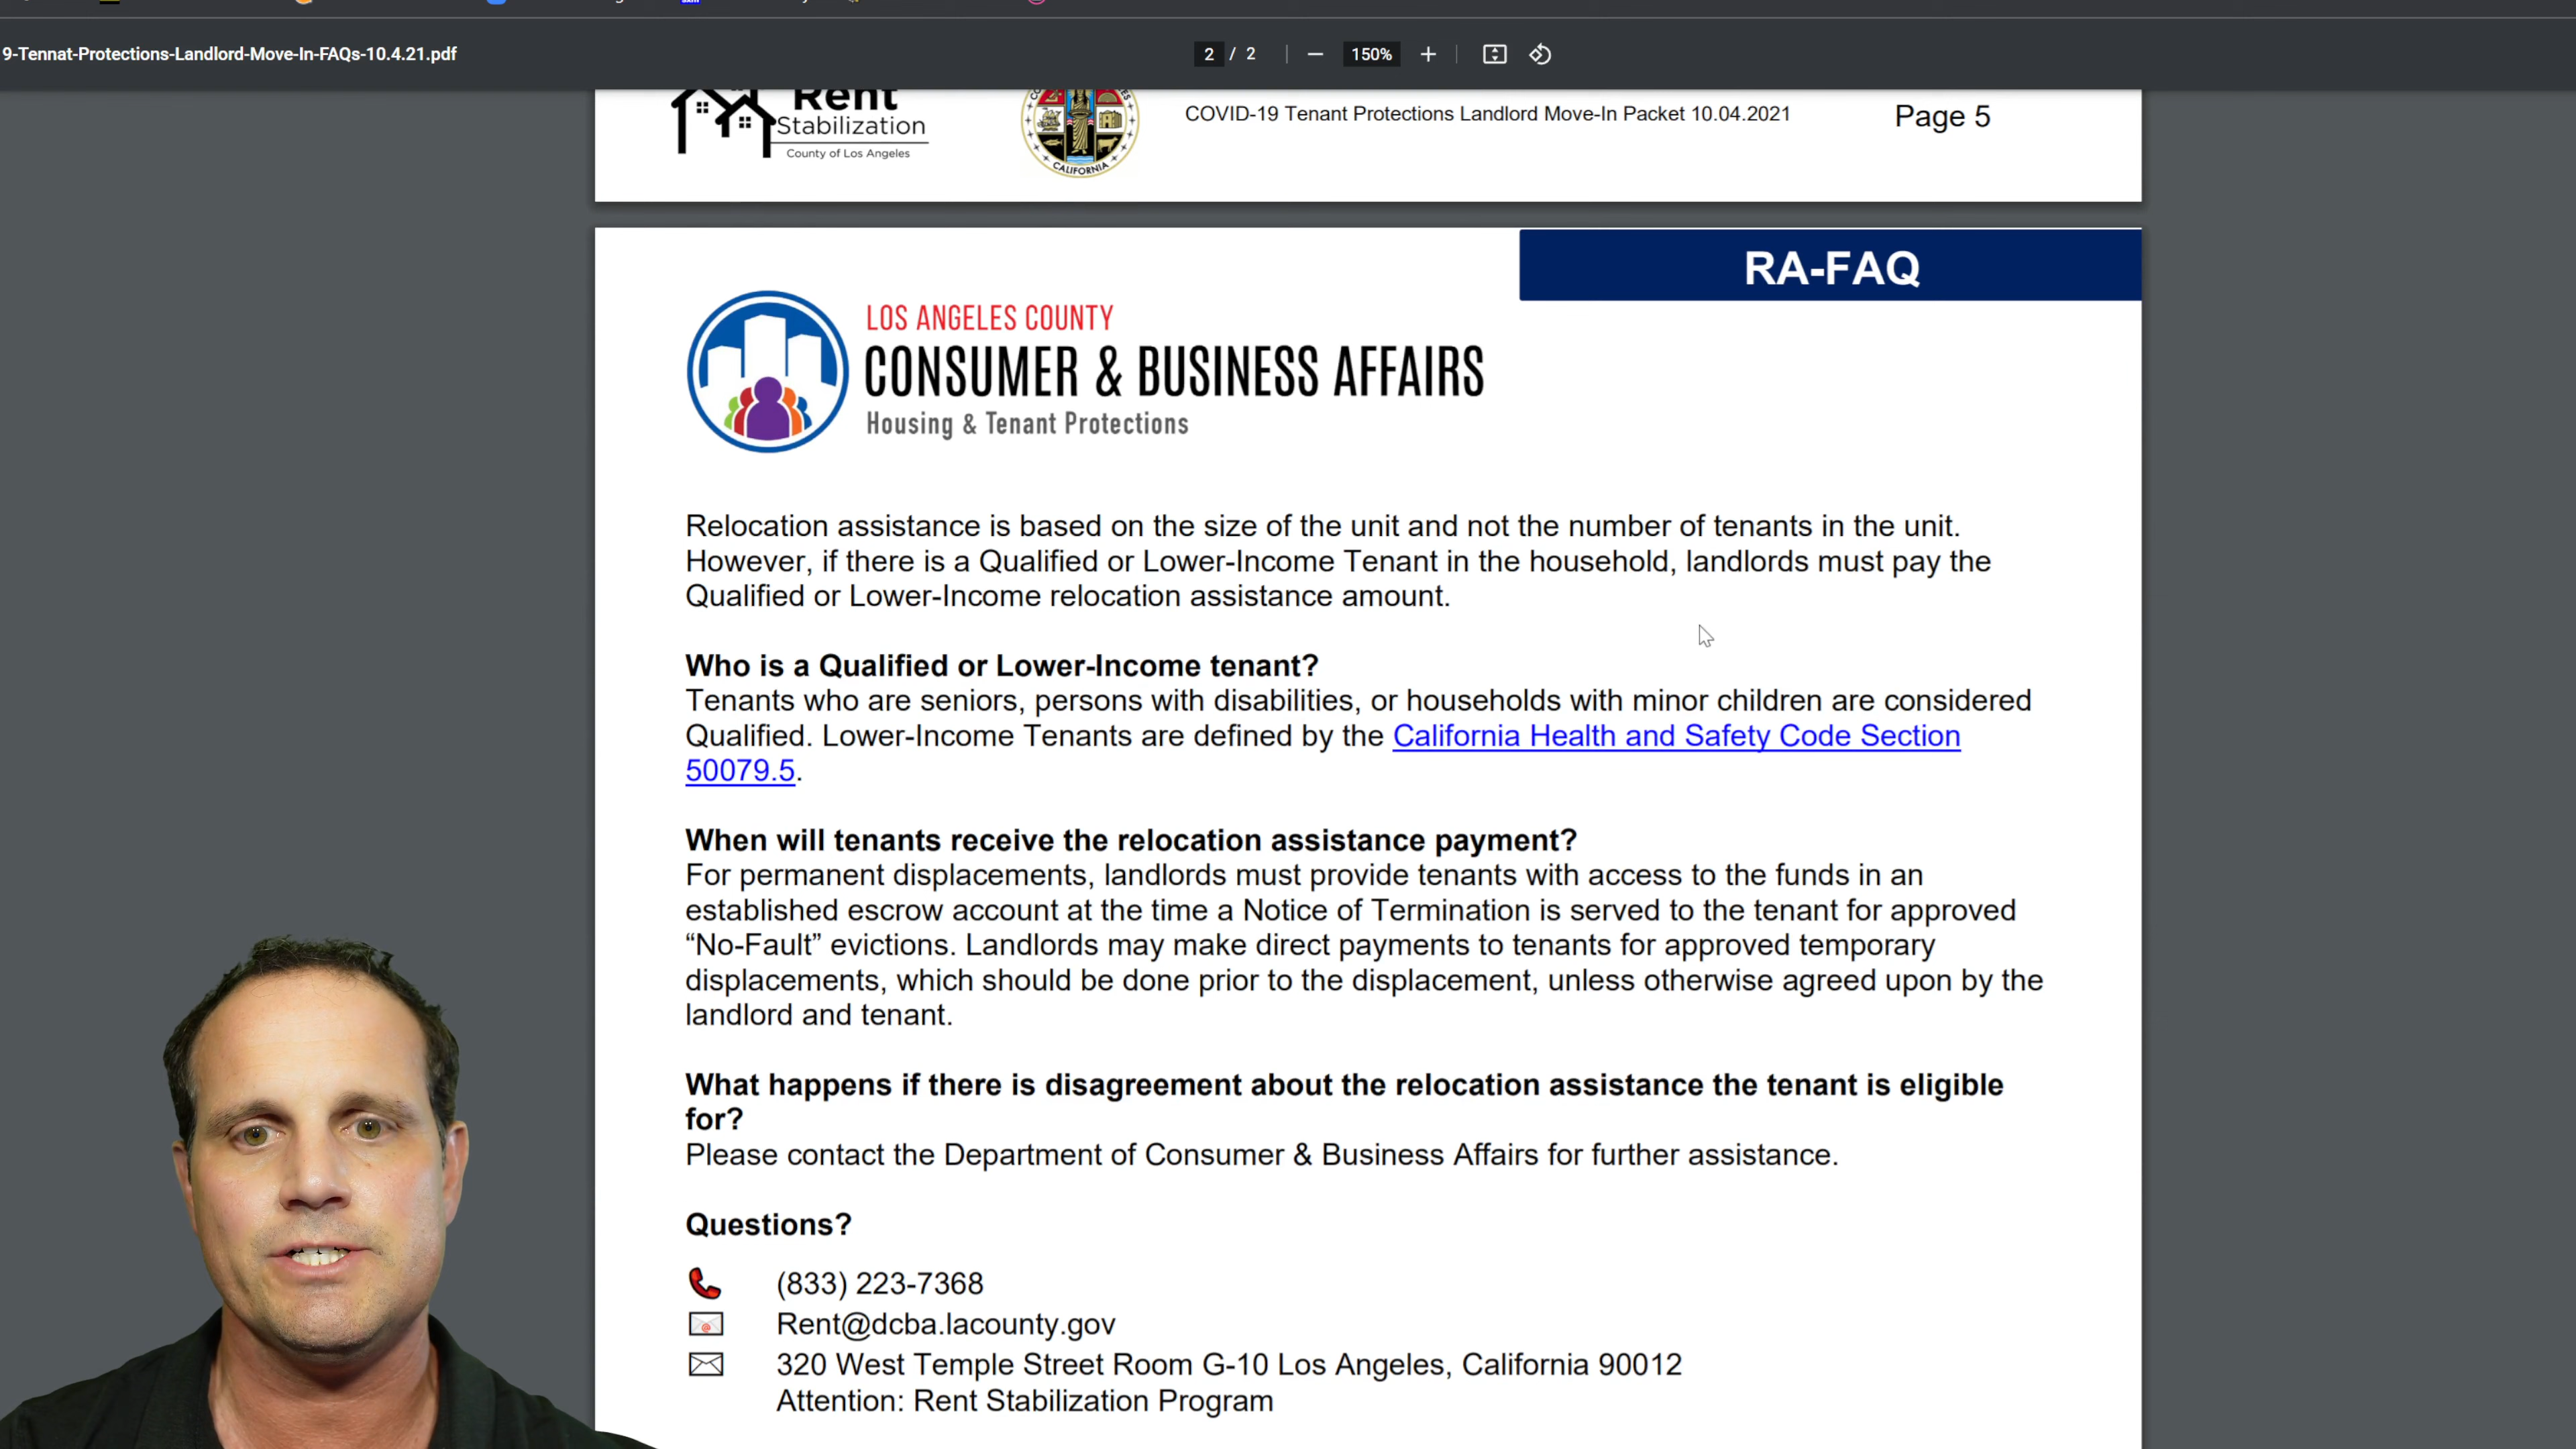 9-Tennat-Protections-Landlord-Move-In-FAQs-10.4.21.pdf
2 / 2
150%
Rent
Stabilization
County of Los Angeles
CALIFORNIA
COVID-19 Tenant Protections Landlord Move-In Packet 10.04.2021
Page 5
RA-FAQ
LOS ANGELES COUNTY
CONSUMER & BUSINESS AFFAIRS
Housing & Tenant Protections
Relocation assistance is based on the size of the unit and not the number of tenants in the unit.
However, if there is a Qualified or Lower-Income Tenant in the household, landlords must pay the
Qualified or Lower-Income relocation assistance amount.
Who is a Qualified or Lower-Income tenant?
Tenants who are seniors, persons with disabilities, or households with minor children are considered
Qualified. Lower-Income Tenants are defined by the California Health and Safety Code Section
50079.5.
When will tenants receive the relocation assistance payment?
For permanent displacements, landlords must provide tenants with access to the funds in an
established escrow account at the time a Notice of Termination is served to the tenant for approved
“No-Fault” evictions. Landlords may make direct payments to tenants for approved temporary
displacements, which should be done prior to the displacement, unless otherwise agreed upon by the
landlord and tenant.
What happens if there is disagreement about the relocation assistance the tenant is eligible
for?
Please contact the Department of Consumer & Business Affairs for further assistance.
Questions?
(833) 223-7368
Rent@dcba.lacounty.gov
320 West Temple Street Room G-10 Los Angeles, California 90012
Attention: Rent Stabilization Program